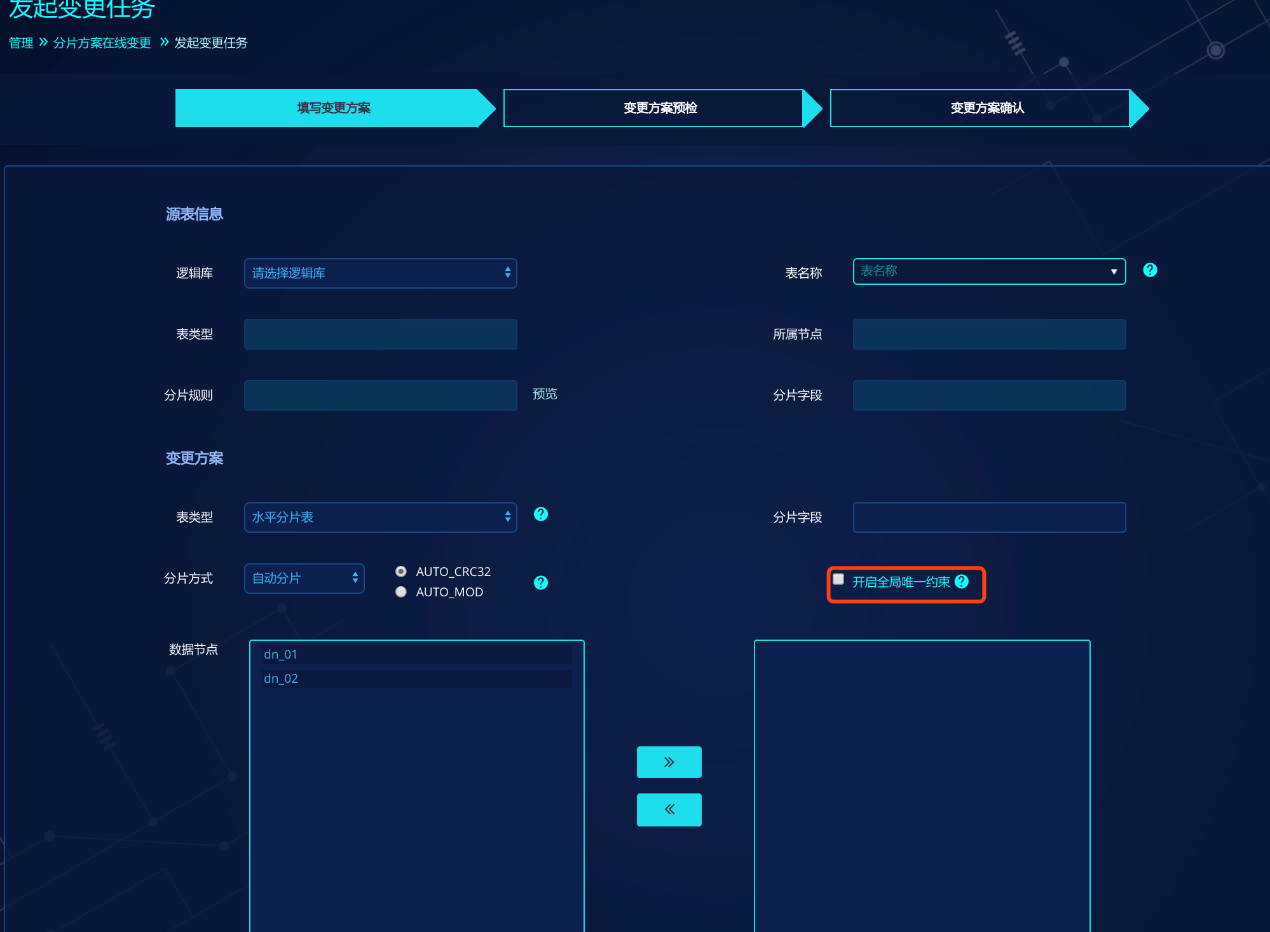 发起变更任务
管理 » 分片方案在线变更 » 发起变更任务
填写变更方案 变更方案预检 变更方案确认
源表信息
逻辑库 请选择逻辑库 表名称 表名称 ?
表类型 所属节点
分片规则 预览 分片字段
变更方案
表类型 水平分片表 ? 分片字段
分片方式 自动分片 AUTO_CRC32 ? 开启全局唯一约束 ?
AUTO_MOD
数据节点 dn_01
dn_02
»
«